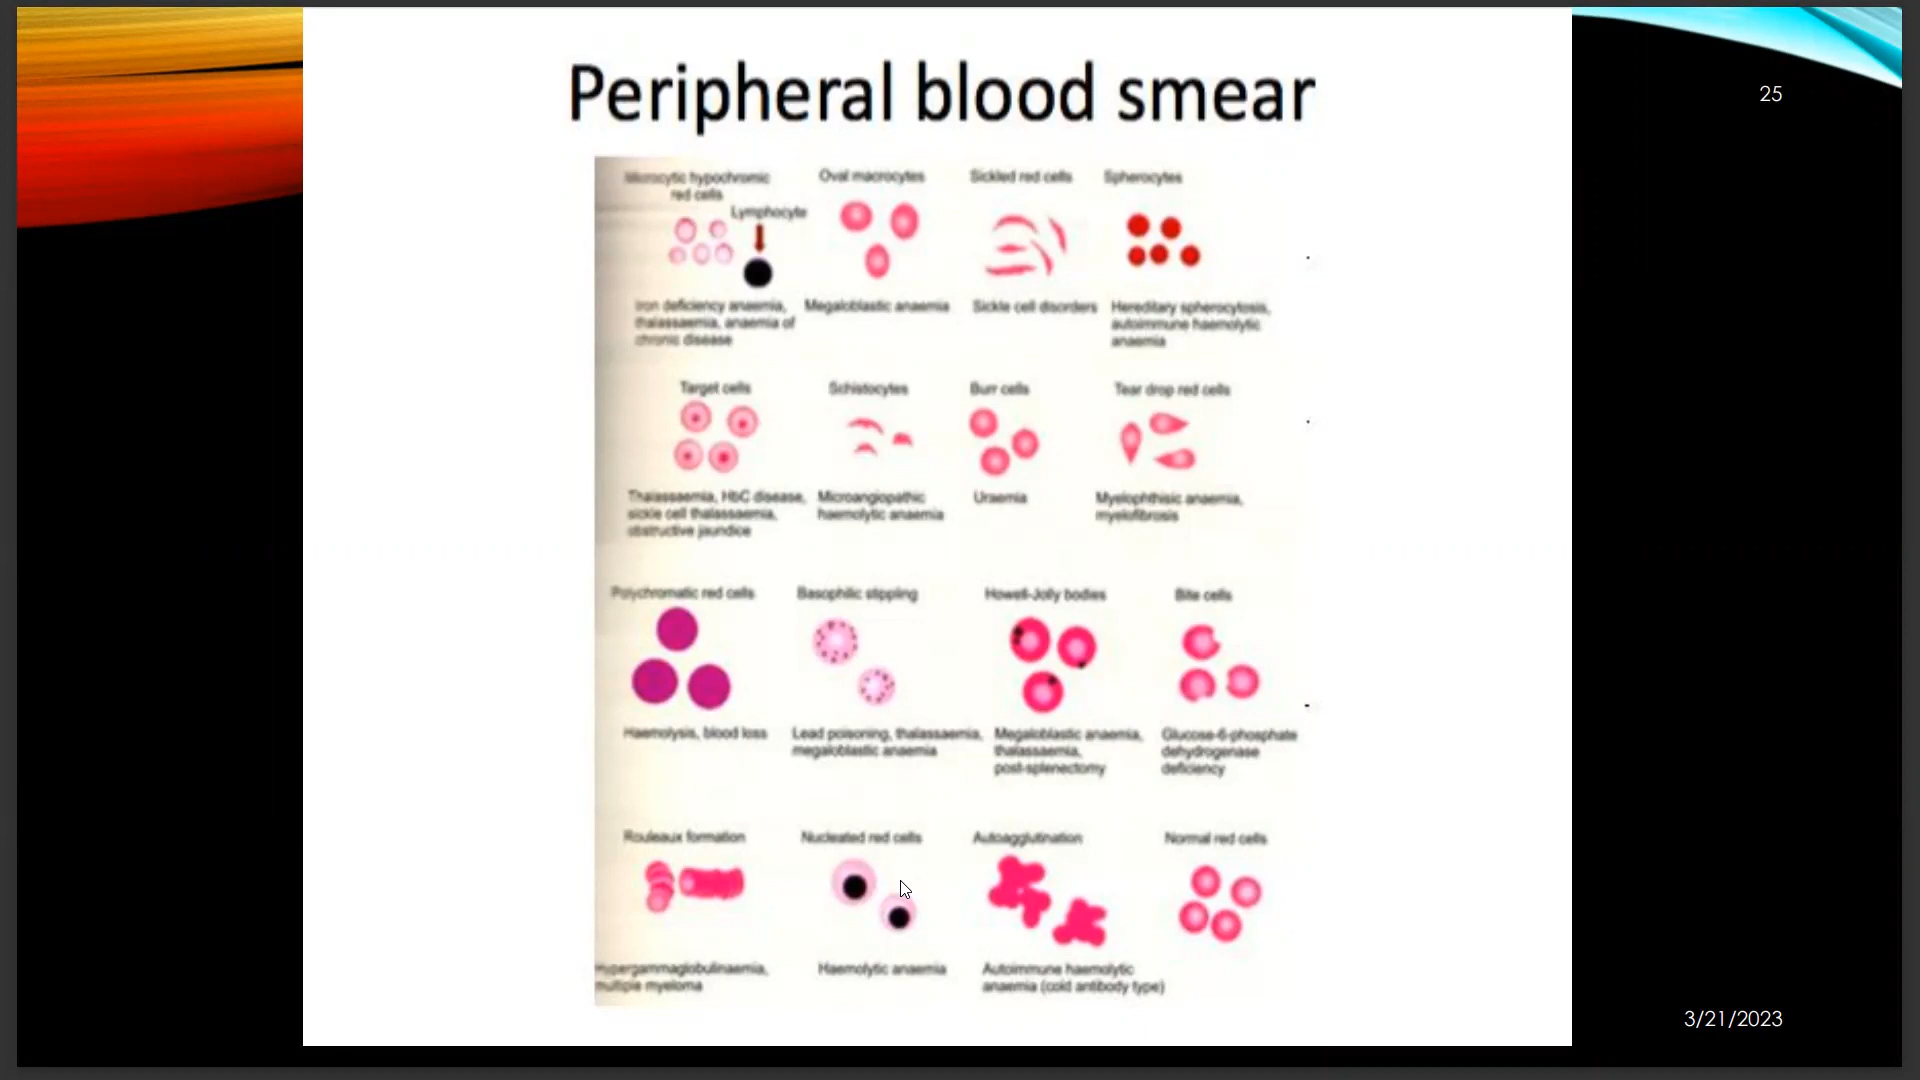 Peripheral blood smear
25
Microcytic hypochromic
red cells
Lymphocyte
Oval macrocytes
Sickled red cells
Spherocytes
Iron deficiency anaemia,
thalassaemia, anaemia of
chronic disease
Megaloblastic anaemia
Sickle cell disorders
Hereditary spherocytosis,
autoimmune haemolytic
anaemia
Target cells
Schistocytes
Burr cells
Tear drop red cells
Thalassaemia, HbC disease,
sickle cell thalassaemia,
obstructive jaundice
Microangiopathic
haemolytic anaemia
Uraemia
Myelophthisic anaemia,
myelofibrosis
Polychromatic red cells
Basophilic stippling
Howell-Jolly bodies
Bite cells
Haemolysis, blood loss
Lead poisoning, thalassaemia,
megaloblastic anaemia
Megaloblastic anaemia,
thalassaemia,
post-splenectomy
Glucose-6-phosphate
dehydrogenase
deficiency
Rouleaux formation
Nucleated red cells
Autoagglutination
Normal red cells
Hypergammaglobulinaemia,
multiple myeloma
Haemolytic anaemia
Autoimmune haemolytic
anaemia (cold antibody type)
3/21/2023